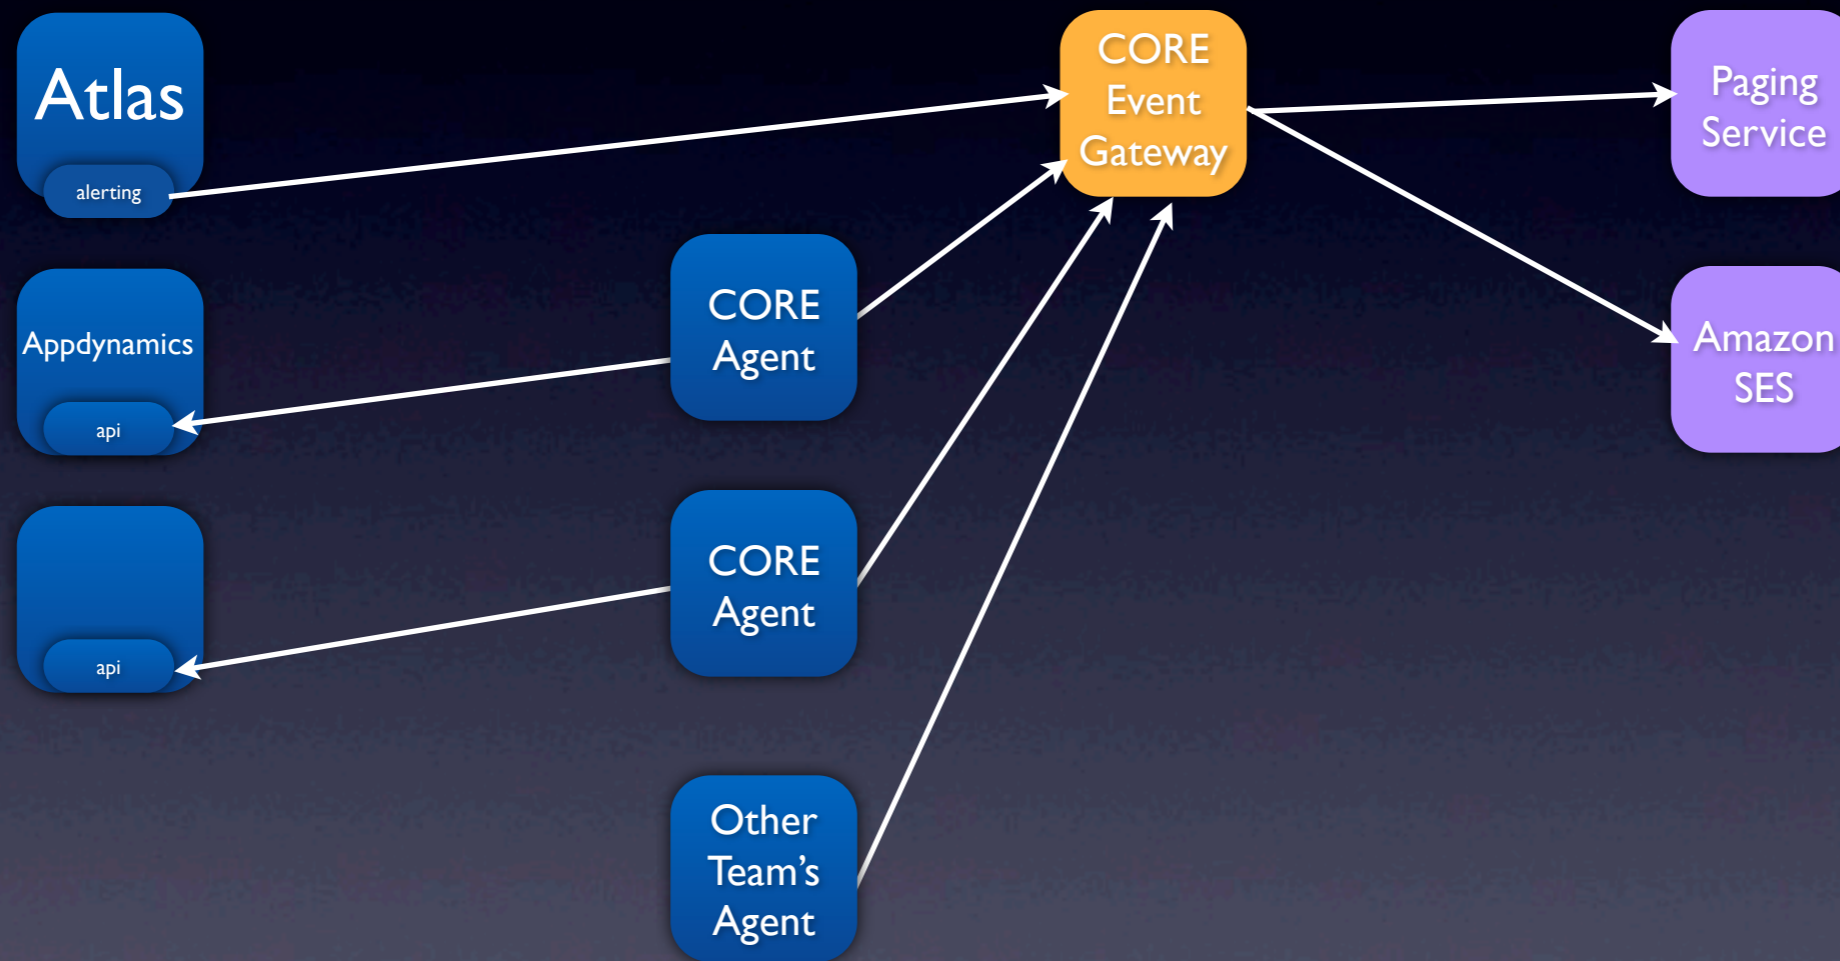 Atlas
alerting
CORE
Event
Gateway
Paging
Service
CORE
Agent
Appdynamics
api
Amazon
SES
CORE
Agent
api
Other
Team’s
Agent